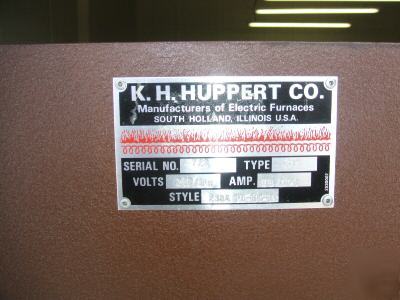 K. H. HUPPERT CO.
Manufacturers of Electric Furnaces
SOUTH HOLLAND, ILLINOIS U.S.A.
SERIAL NO. TYPE
VOLTS AMP.
STYLE